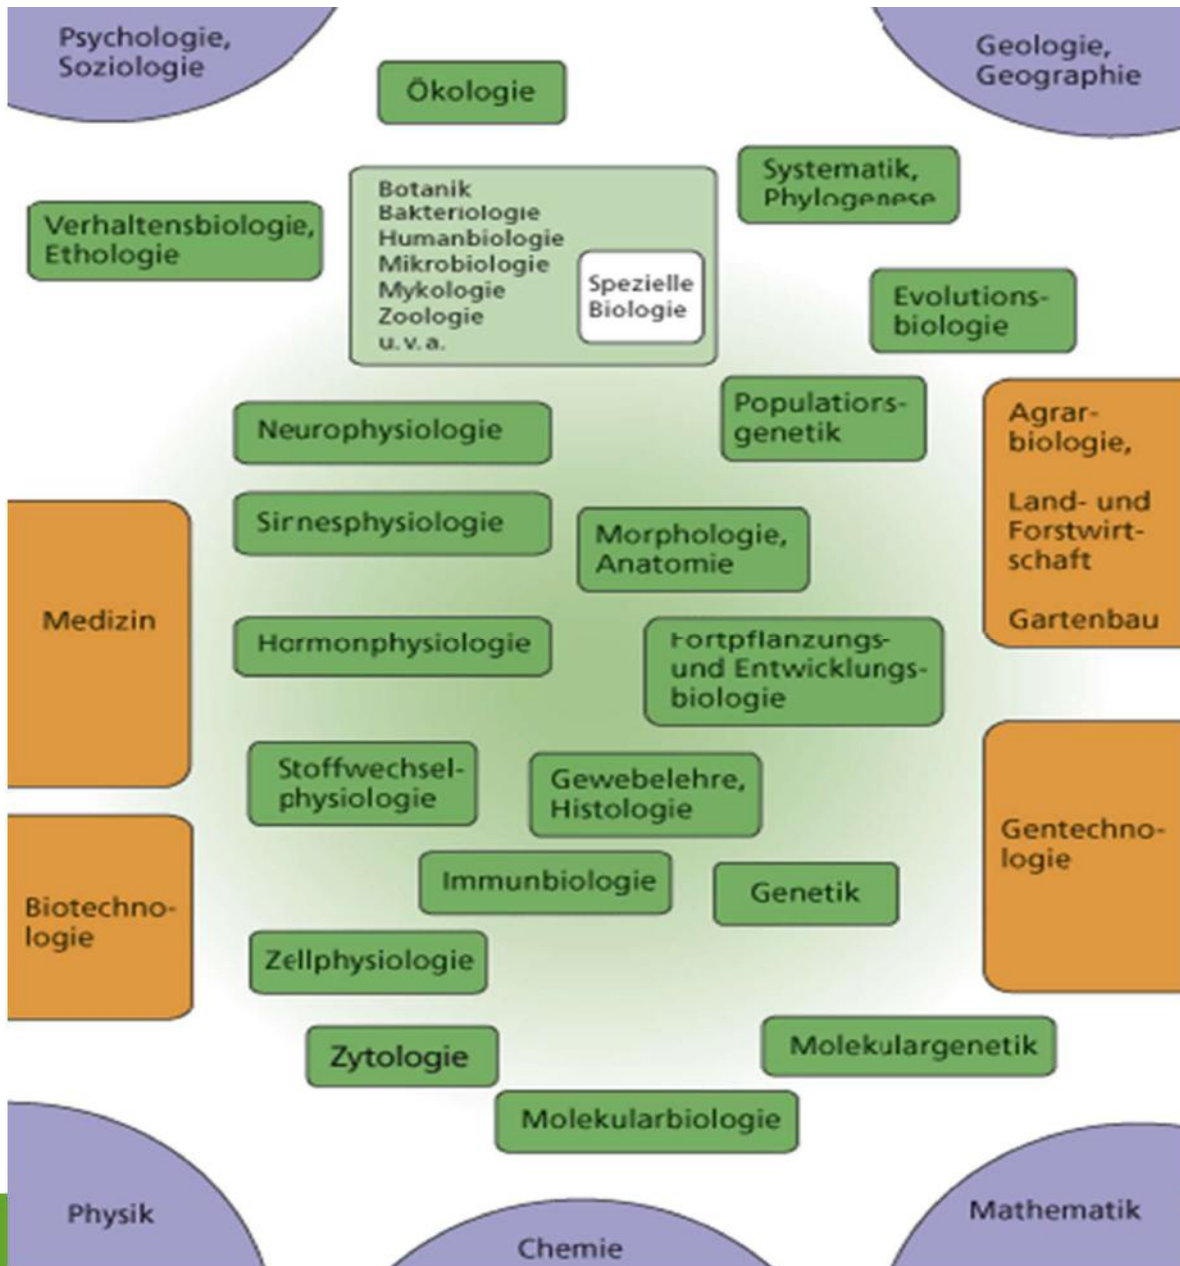 Psychologie,
Soziologie
Geologie,
Geographie
Ökologie
Systematik,
Phylogenese
Botanik
Bakteriologie
Humanbiologie
Mikrobiologie
Mykologie
Zoologie
u. v. a.
Spezielle
Biologie
Verhaltensbiologie,
Ethologie
Evolutions-
biologie
Populations-
genetik
Agrar-
biologie,
Land- und
Forstwirt-
schaft
Gartenbau
Neurophysiologie
Sinnesphysiologie
Morphologie,
Anatomie
Medizin
Hormonphysiologie
Fortpflanzungs-
und Entwicklungs-
biologie
Stoffwechsel-
physiologie
Gewebelehre,
Histologie
Gentechno-
logie
Immunbiologie
Genetik
Biotechno-
logie
Zellphysiologie
Zytologie
Molekulargenetik
Molekularbiologie
Physik
Chemie
Mathematik